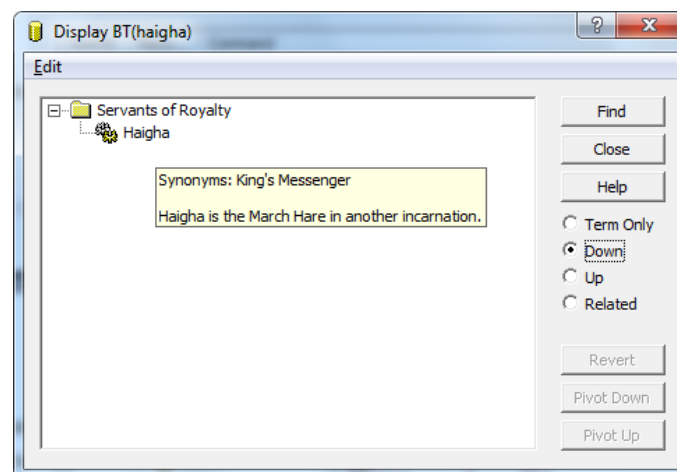 Display BT(haigha)
Edit
Servants of Royalty
Haigha
Synonyms: King's Messenger
Haigha is the March Hare in another incarnation.
Find
Close
Help
Term Only
Down
Up
Related
Revert
Pivot Down
Pivot Up